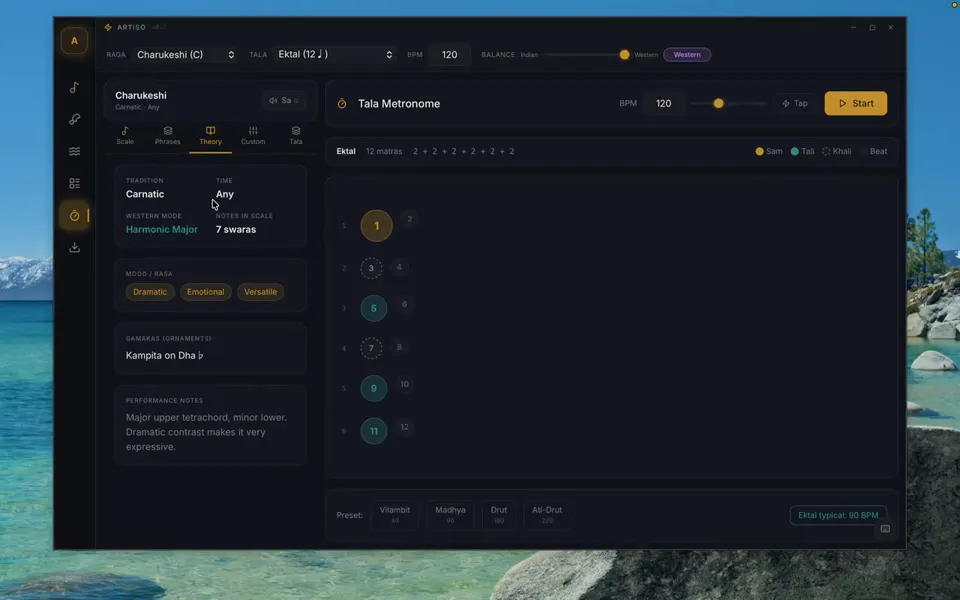 A
ARTISO
RAGA Charukeshi (C) TALA Ektal (12♩) BPM 120 BALANCE Indian Western Western
Charukeshi
Carnatic · Any
Sa
Scale Phrases Theory Custom Tala
TRADITION TIME
Carnatic Any
WESTERN MODE NOTES IN SCALE
Harmonic Major 7 swaras
MOOD / RASA
Dramatic Emotional Versatile
GAMAKAS (ORNAMENTS)
Kampita on Dha♭
PERFORMANCE NOTES
Major upper tetrachord, minor lower.
Dramatic contrast makes it very
expressive.
Tala Metronome BPM 120 Tap Start
Ektal 12 matras 2 + 2 + 2 + 2 + 2 + 2 Sam Tali Khali Beat
1 1 2
2 3 4
3 5 6
4 7 8
5 9 10
6 11 12
Preset: Vilambit Madhya Drut Ati-Drut Ektal typical: 90 BPM
90 180 220